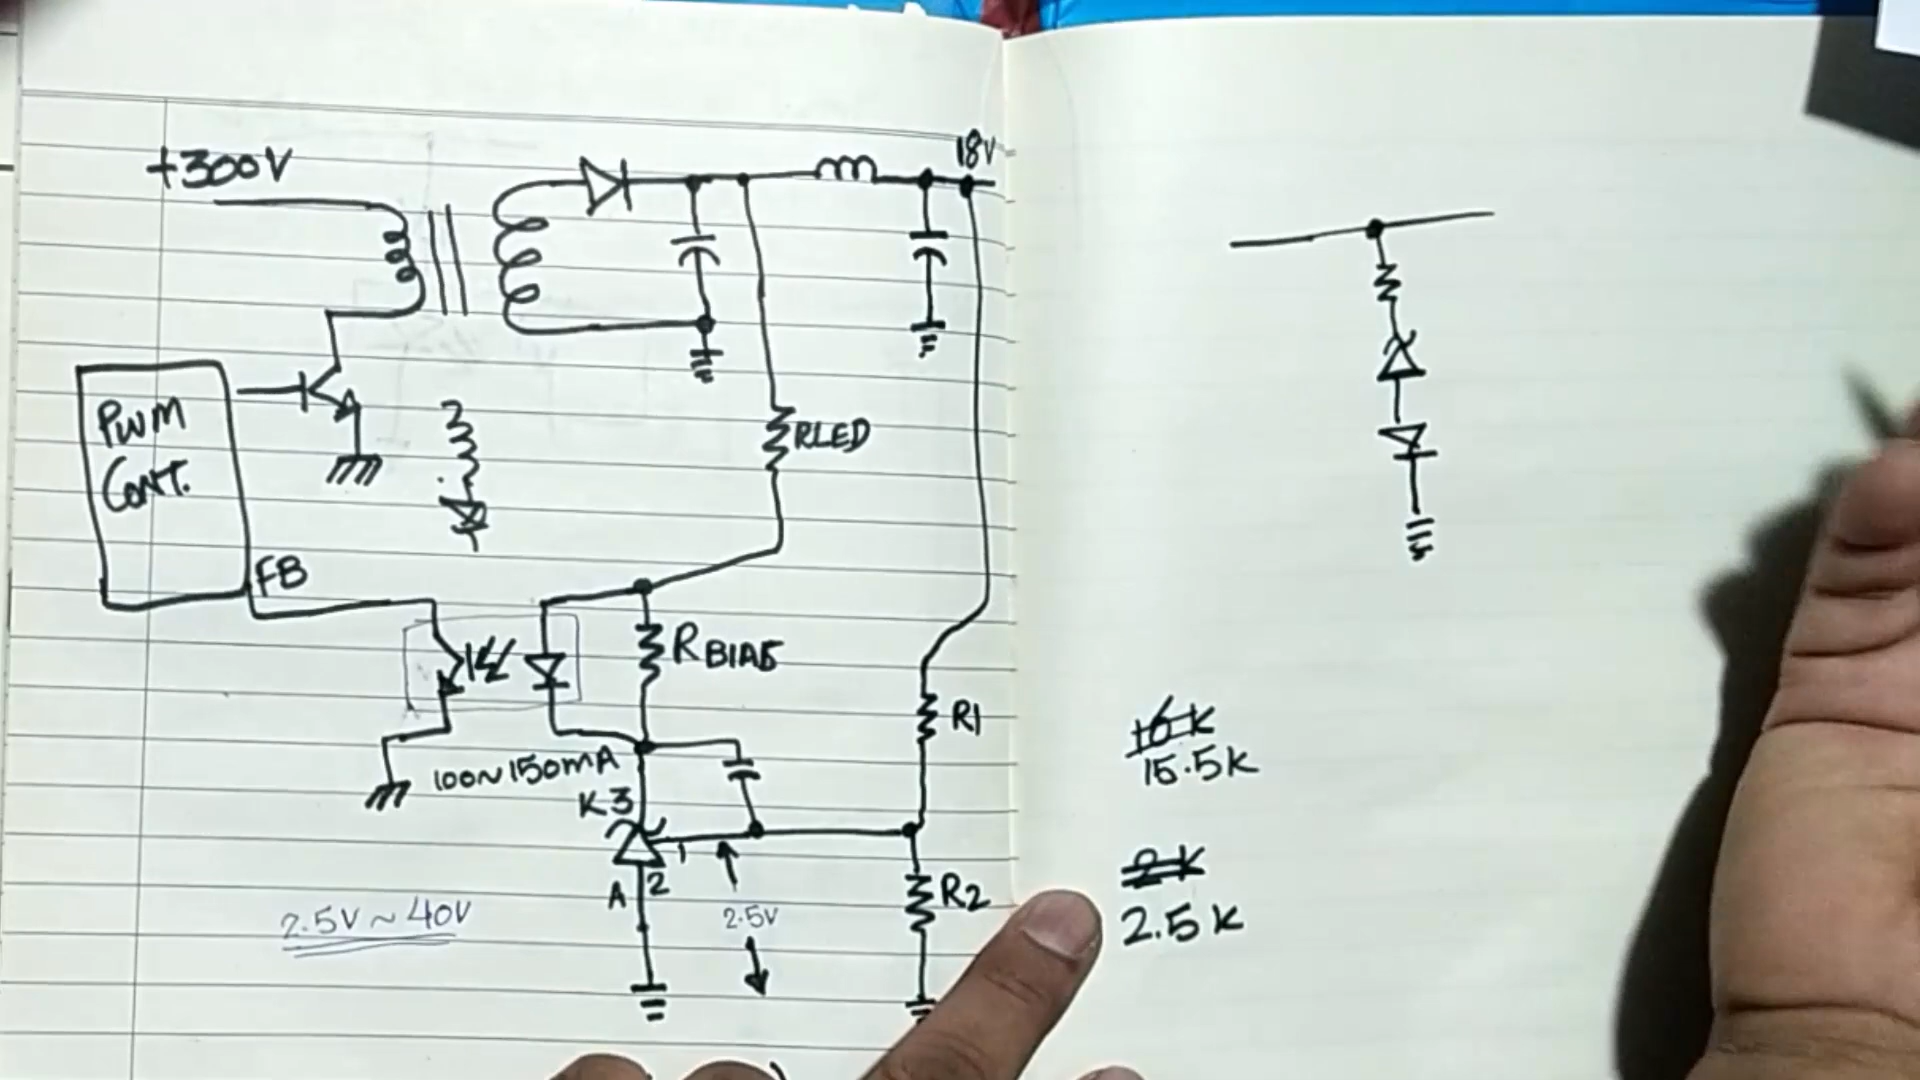 +300V
18V
PWM
CONT.
RLED
FB
RBIAS
R1
100~150mA
K3
1
A 2
R2
2.5V
2.5V ~ 40V
16K
15.5K
2K
2.5K